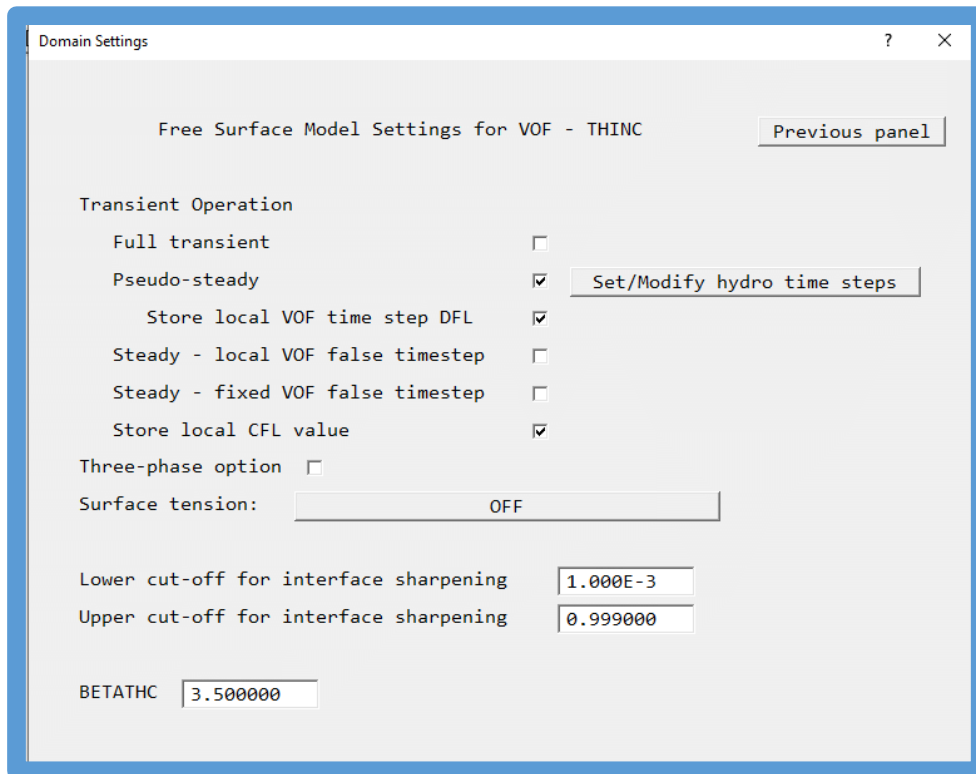 Domain Settings ? ×
Free Surface Model Settings for VOF - THINC Previous panel
Transient Operation
Full transient
Pseudo-steady Set/Modify hydro time steps
Store local VOF time step DFL
Steady - local VOF false timestep
Steady - fixed VOF false timestep
Store local CFL value
Three-phase option
Surface tension: OFF
Lower cut-off for interface sharpening 1.000E-3
Upper cut-off for interface sharpening 0.999000
BETATHC 3.500000